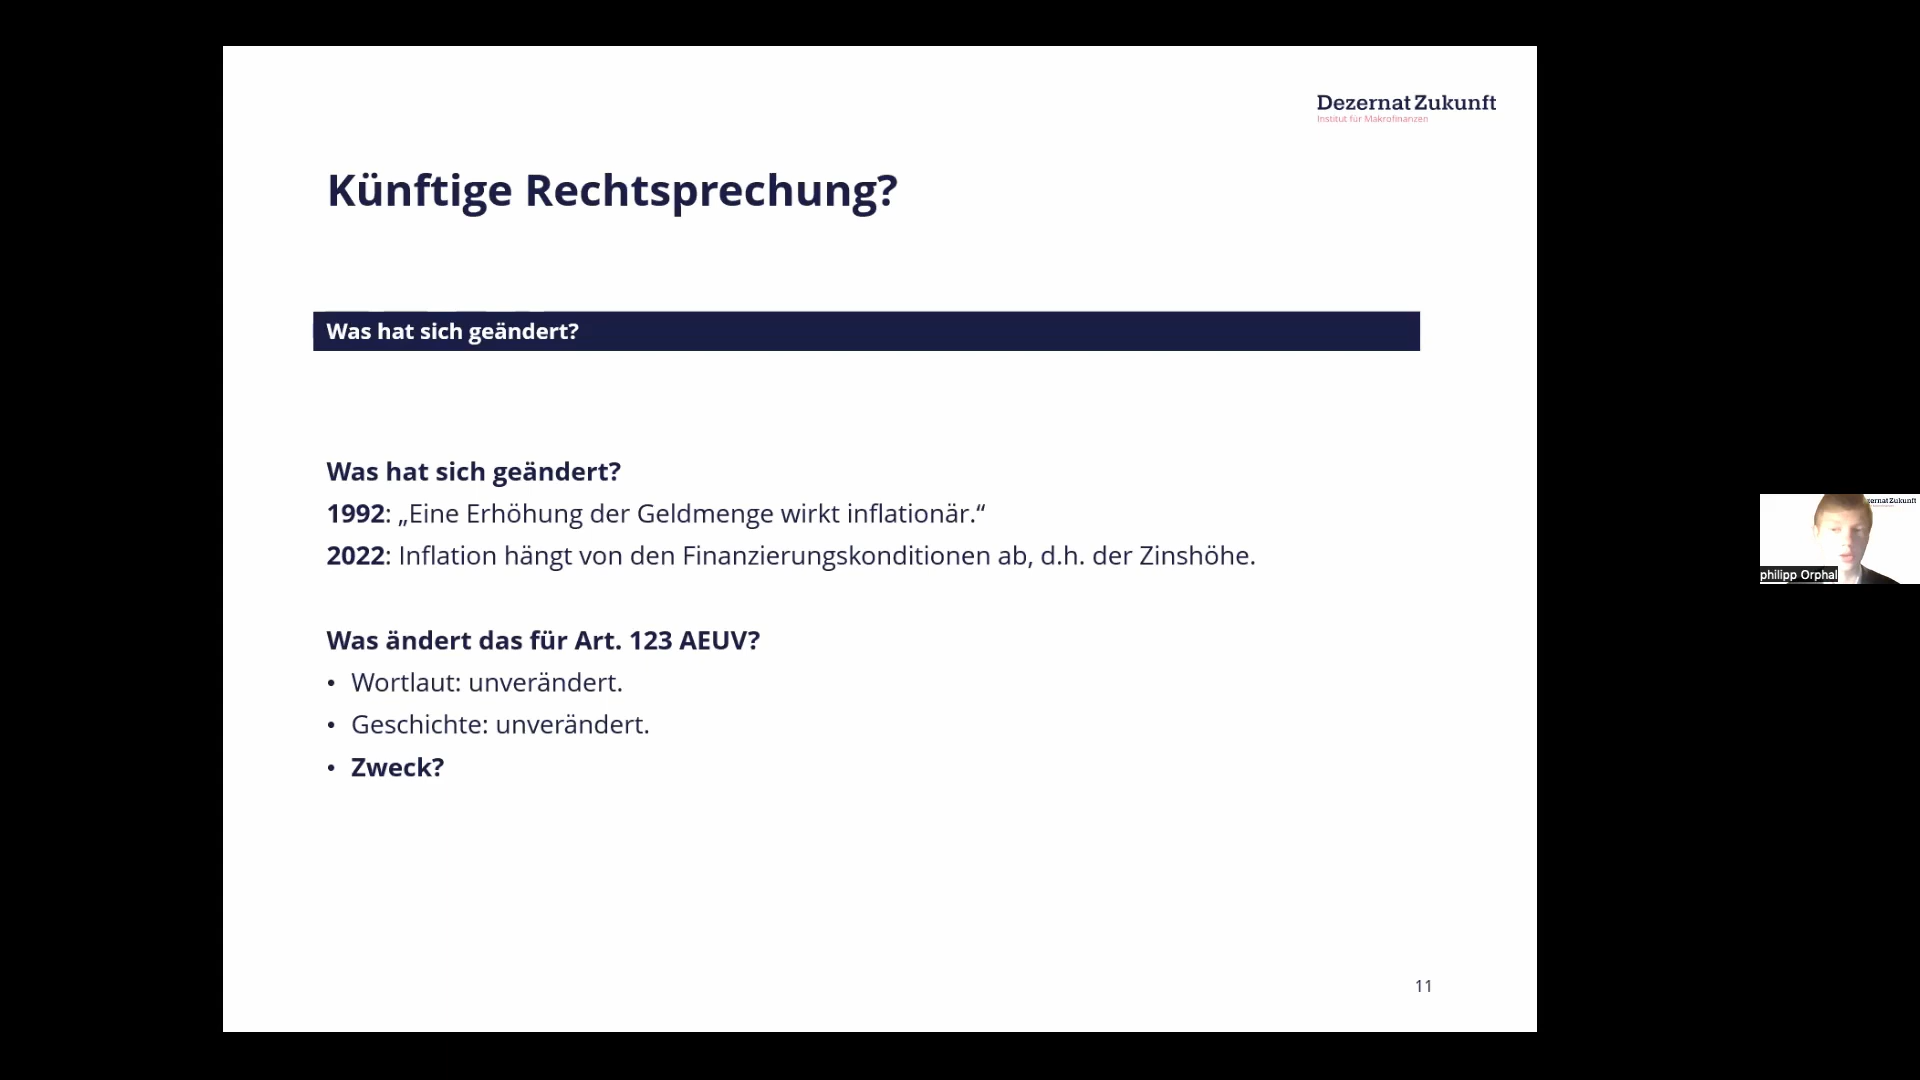 Dezernat Zukunft
Institut für Makrofinanzen
Künftige Rechtsprechung?
Was hat sich geändert?
Was hat sich geändert?
1992: „Eine Erhöhung der Geldmenge wirkt inflationär.“
2022: Inflation hängt von den Finanzierungskonditionen ab, d.h. der Zinshöhe.
Was ändert das für Art. 123 AEUV?
• Wortlaut: unverändert.
• Geschichte: unverändert.
• Zweck?
11
zernat Zukunft
philipp Orphal